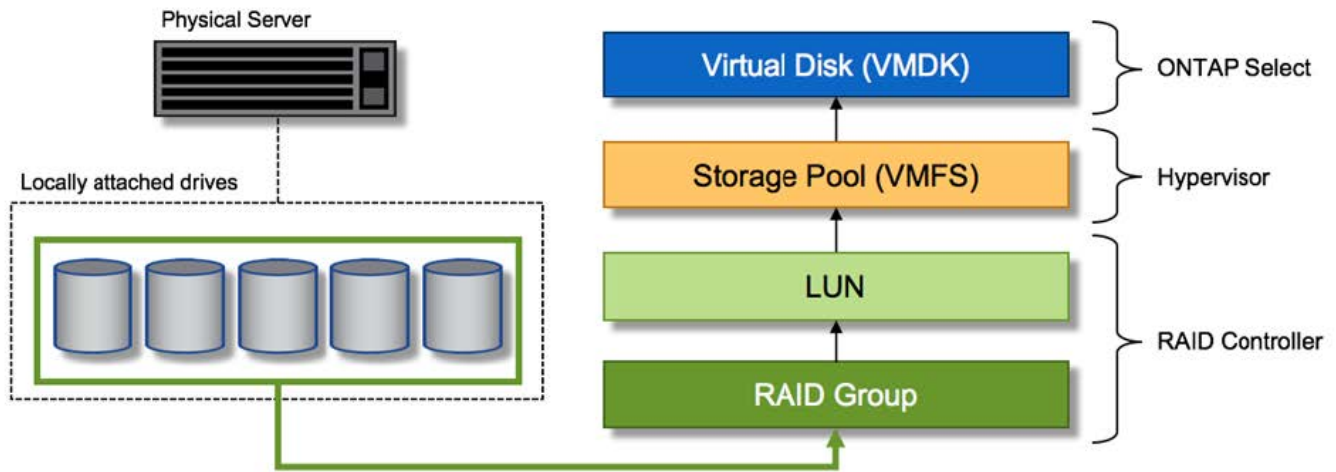 Physical Server
Locally attached drives
Virtual Disk (VMDK)
ONTAP Select
Storage Pool (VMFS)
Hypervisor
LUN
RAID Controller
RAID Group